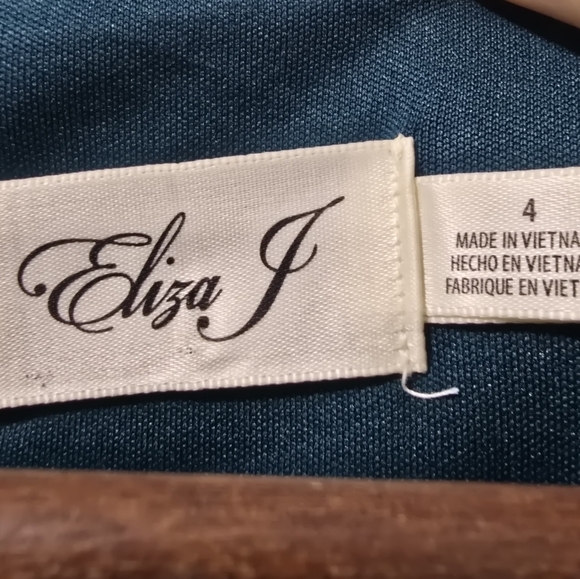 Eliza J
4
MADE IN VIETNA
HECHO EN VIETNA
FABRIQUE EN VIET